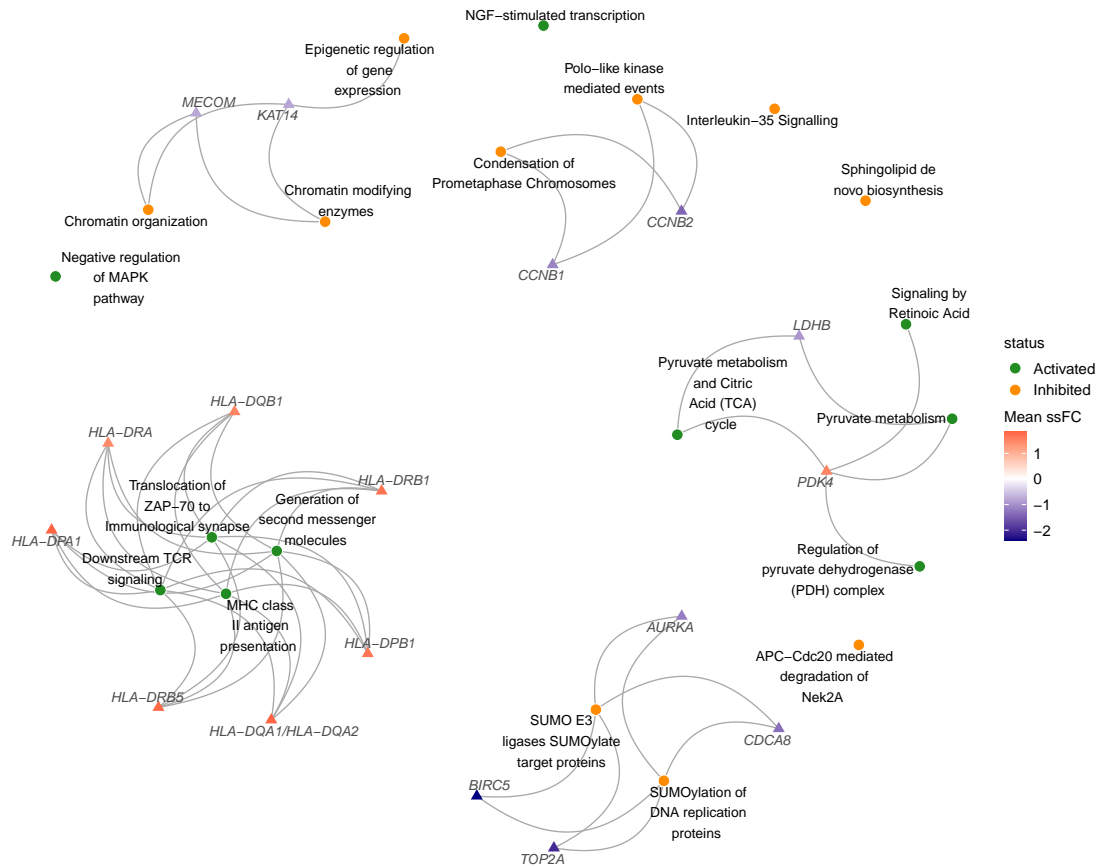 NGF−stimulated transcription
Epigenetic regulation
of gene
expression
MECOM
KAT14
Polo−like kinase
mediated events
Interleukin−35 Signalling
Condensation of
Prometaphase Chromosomes
Sphingolipid de
novo biosynthesis
Chromatin modifying
enzymes
Chromatin organization
CCNB2
CCNB1
Negative regulation
of MAPK
pathway
Signaling by
Retinoic Acid
LDHB
Pyruvate metabolism
and Citric
Acid (TCA)
cycle
Pyruvate metabolism
PDK4
Regulation of
pyruvate dehydrogenase
(PDH) complex
status
Activated
Inhibited
Mean ssFC
1
0
−1
−2
HLA−DQB1
HLA−DRA
HLA−DRB1
Translocation of
ZAP−70 to
Immunological synapse
Generation of
second messenger
molecules
HLA−DPA1
Downstream TCR
signaling
MHC class
II antigen
presentation
HLA−DPB1
HLA−DRB5
HLA−DQA1/HLA−DQA2
AURKA
APC−Cdc20 mediated
degradation of
Nek2A
SUMO E3
ligases SUMOylate
target proteins
CDCA8
BIRC5
SUMOylation of
DNA replication
proteins
TOP2A